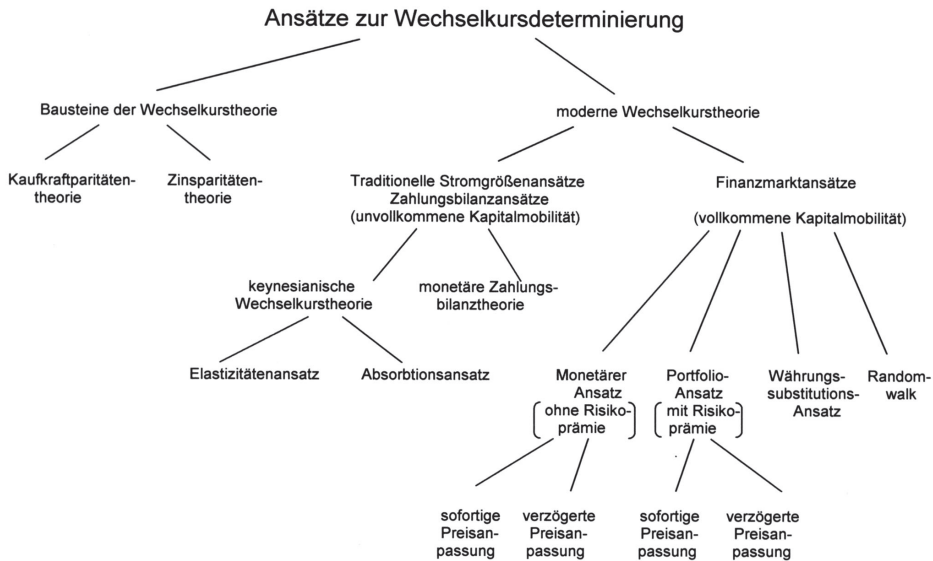 Ansätze zur Wechselkursdeterminierung
Bausteine der Wechselkurstheorie
moderne Wechselkurstheorie
Kaufkraftparitäten-
theorie
Zinsparitäten-
theorie
Traditionelle Stromgrößenansätze
Zahlungsbilanzansätze
(unvollkommene Kapitalmobilität)
Finanzmarktansätze
(vollkommene Kapitalmobilität)
keynesianische
Wechselkurstheorie
monetäre Zahlungs-
bilanztheorie
Elastizitätenansatz
Absorbtionsansatz
Monetärer
Ansatz
(ohne Risiko-
prämie)
Portfolio-
Ansatz
(mit Risiko-
prämie)
Währungs-
substitutions-
Ansatz
Random-
walk
sofortige
Preisan-
passung
verzögerte
Preisan-
passung
sofortige
Preisan-
passung
verzögerte
Preisan-
passung